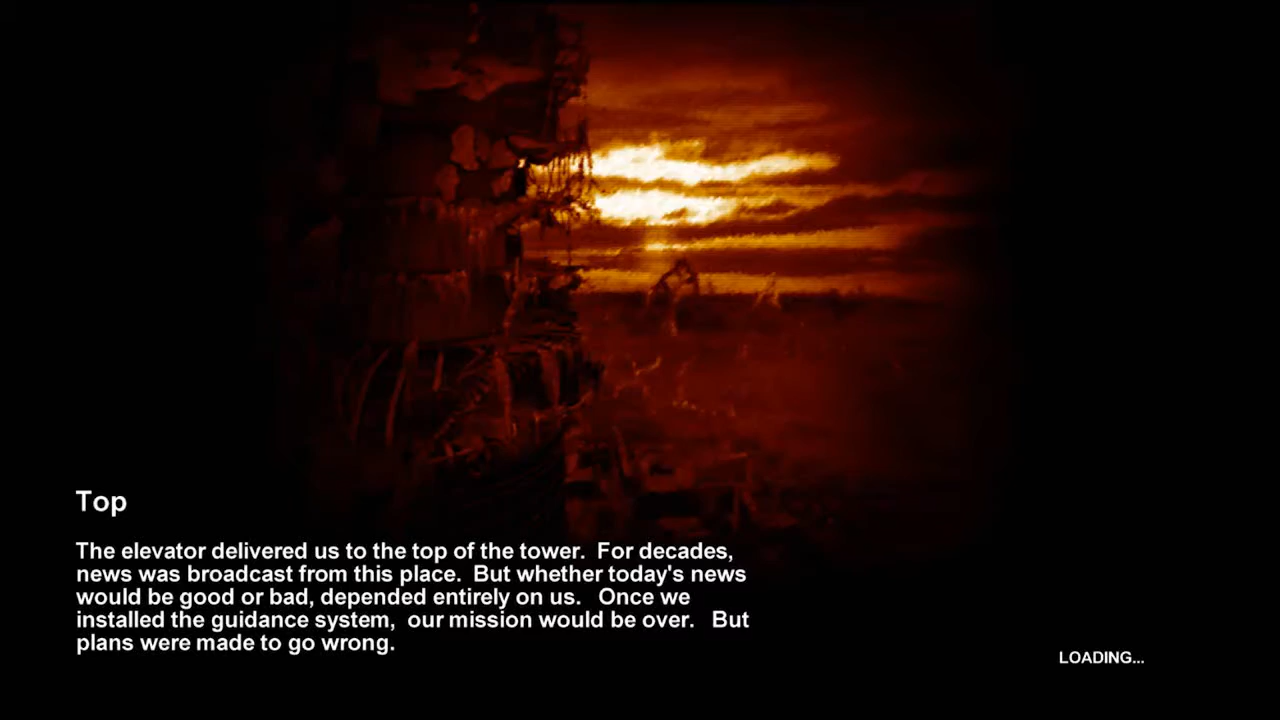 Top
The elevator delivered us to the top of the tower.  For decades,
news was broadcast from this place.  But whether today's news
would be good or bad, depended entirely on us.   Once we
installed the guidance system,  our mission would be over.   But
plans were made to go wrong.
LOADING...